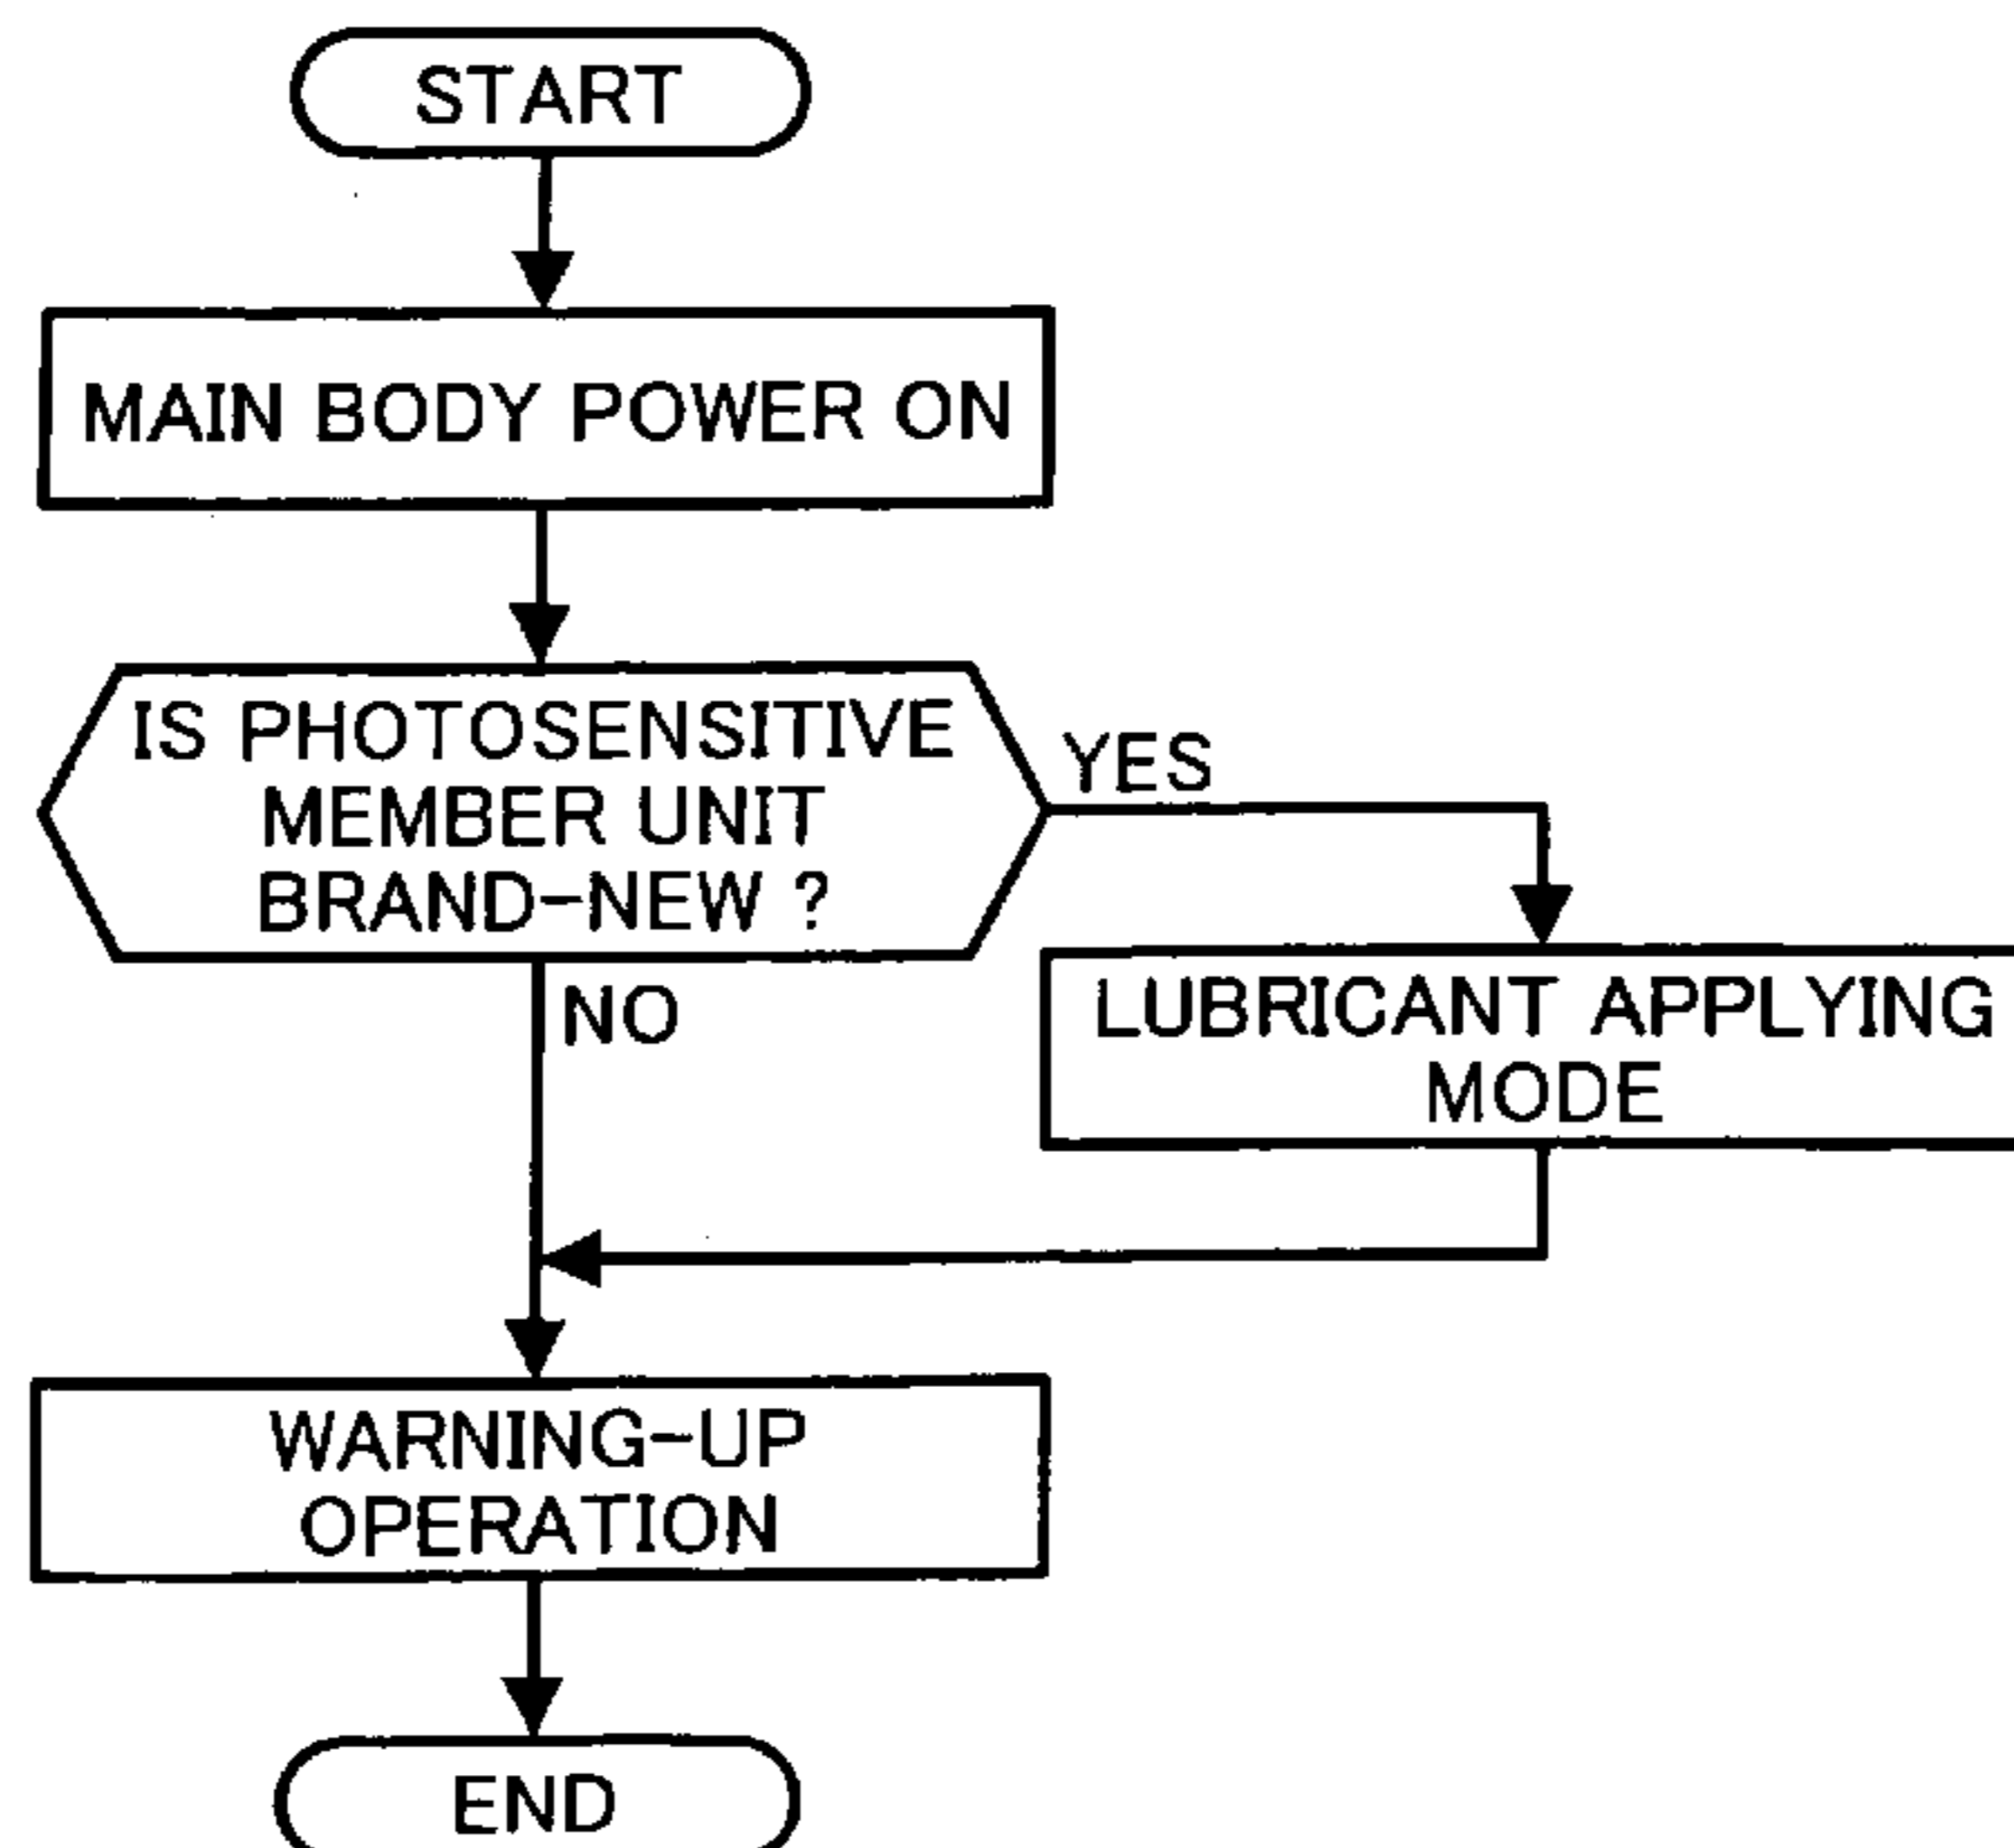 START
MAIN BODY POWER ON
IS PHOTOSENSITIVE
MEMBER UNIT
BRAND-NEW ?
YES
NO
LUBRICANT APPLYING
MODE
WARNING-UP
OPERATION
END